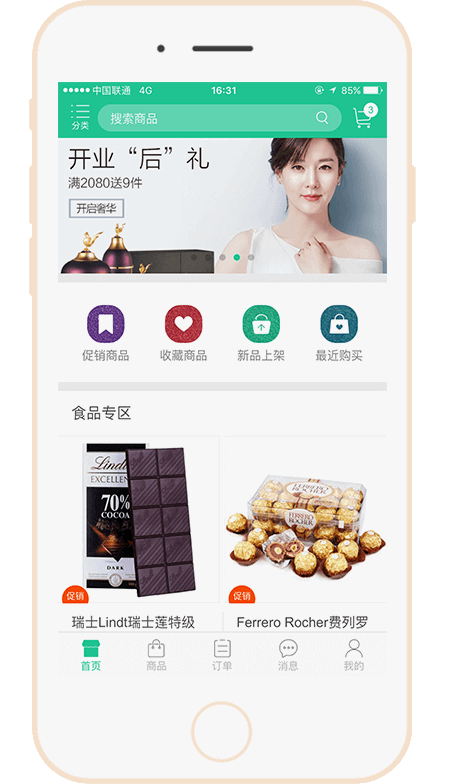 中国联通 4G 16:31 85%
分类
搜索商品
3
开业“后”礼
满2080送9件
开启奢华
促销商品 收藏商品 新品上架 最近购买
食品专区
Lindt
EXCELLEN
70%
COCOA
DARK
FERRERO
ROCHER
FERRERO
ROCHER
促销 促销
瑞士Lindt瑞士莲特级 Ferrero Rocher费列罗
首页 商品 订单 消息 我的